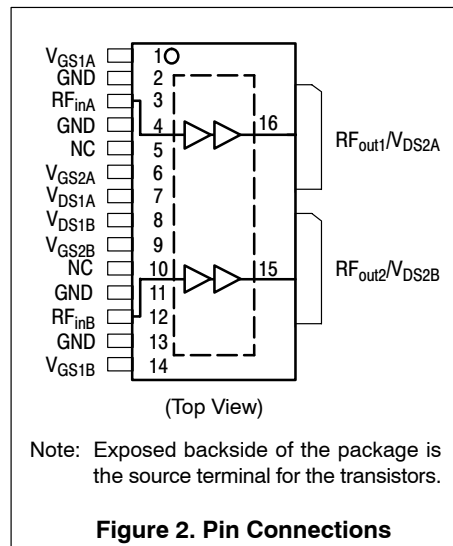 VGS1A 1
GND 2
RFinA 3
GND 4
NC 5
VGS2A 6
VDS1A 7
VDS1B 8
VGS2B 9
NC 10
GND 11
RFinB 12
GND 13
VGS1B 14
16 RFout1/VDS2A
15 RFout2/VDS2B
(Top View)
Note: Exposed backside of the package is
the source terminal for the transistors.
Figure 2. Pin Connections